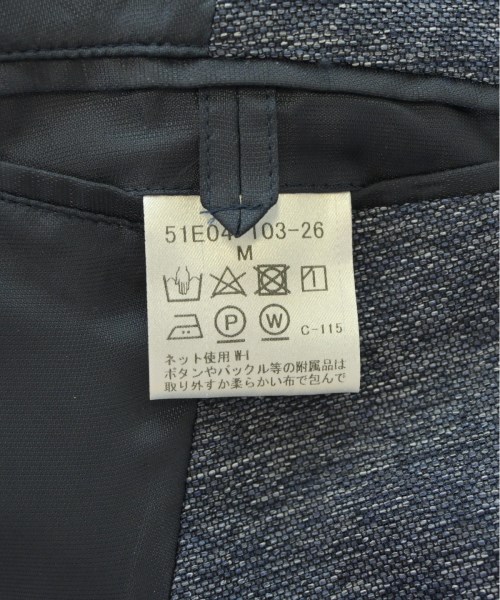 51E04-103-26
M
P W C-115
ネット使用 WH
ボタンやバックル等の附属品は
取り外すか柔らかい布で包んで